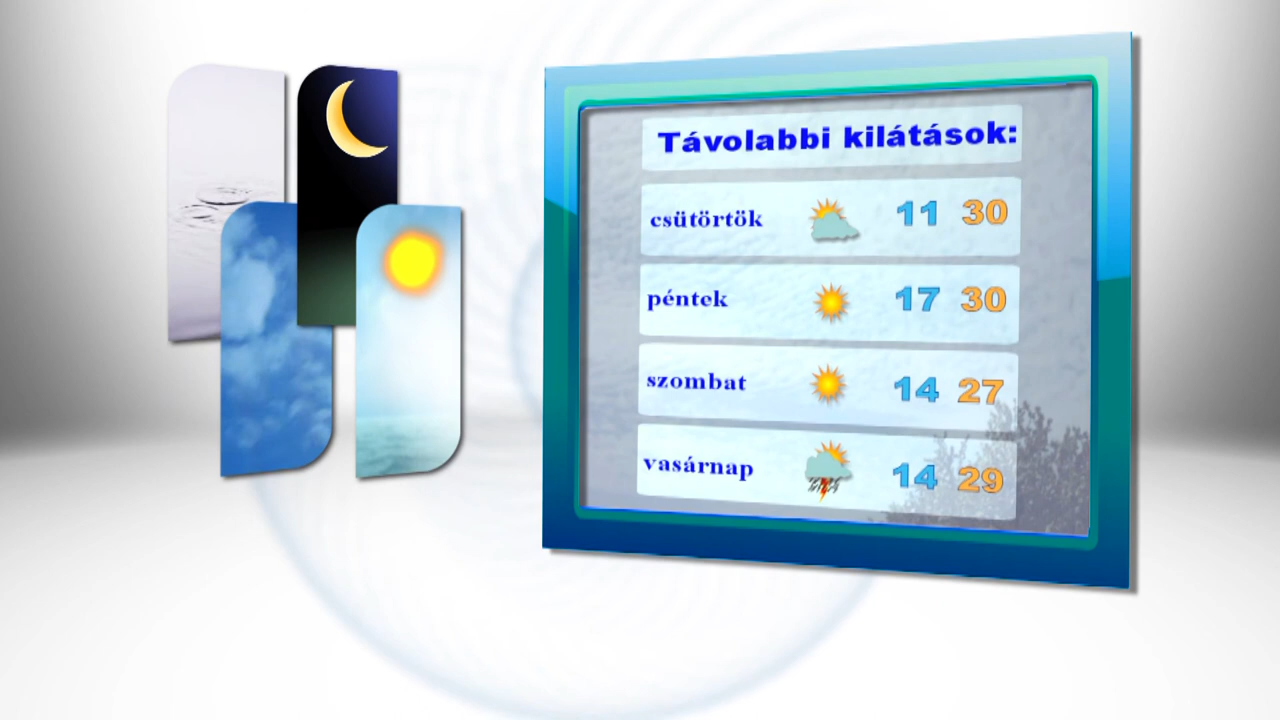 Távolabbi kilátások:
csütörtök 11 30
péntek 17 30
szombat 14 27
vasárnap 14 29